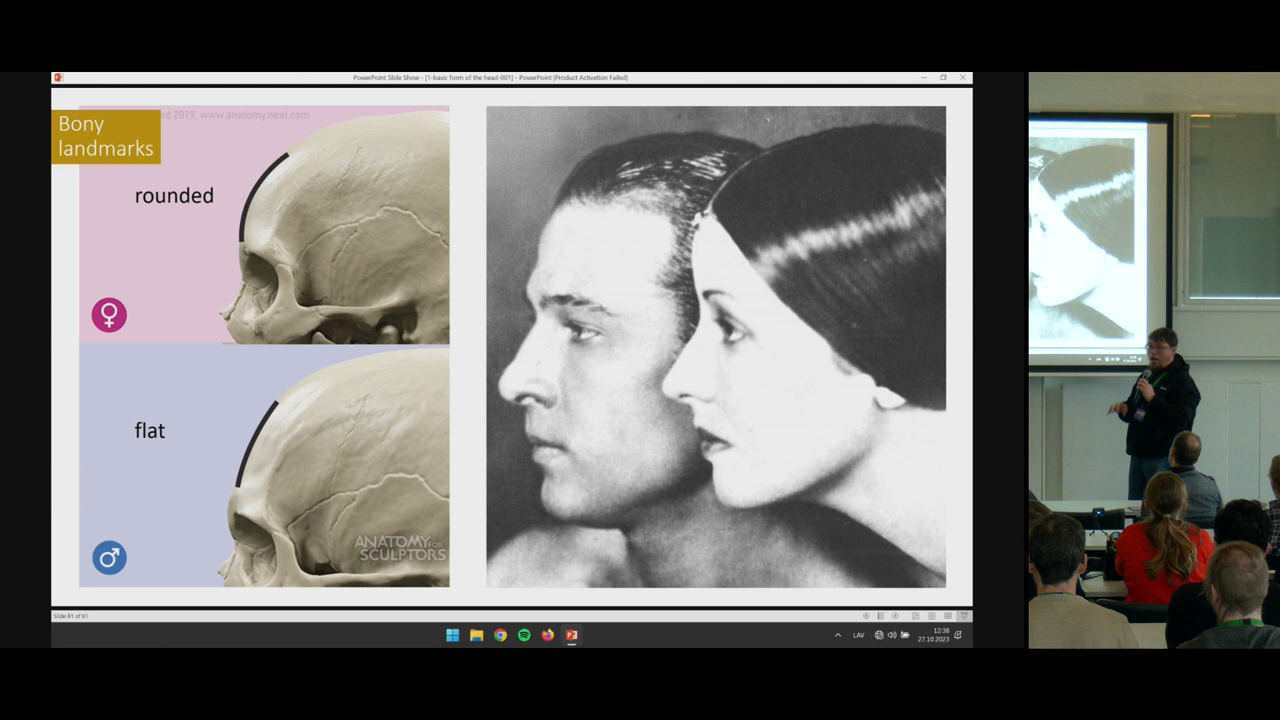 PowerPoint Slide Show - [1-basic form of the head-001] - PowerPoint (Product Activation Failed)
ed 2019, www.anatomy.next.com
Bony
landmarks
rounded
flat
ANATOMY FOR
SCULPTORS
Slide 81 of 91
LAV
12:38
27.10.2023